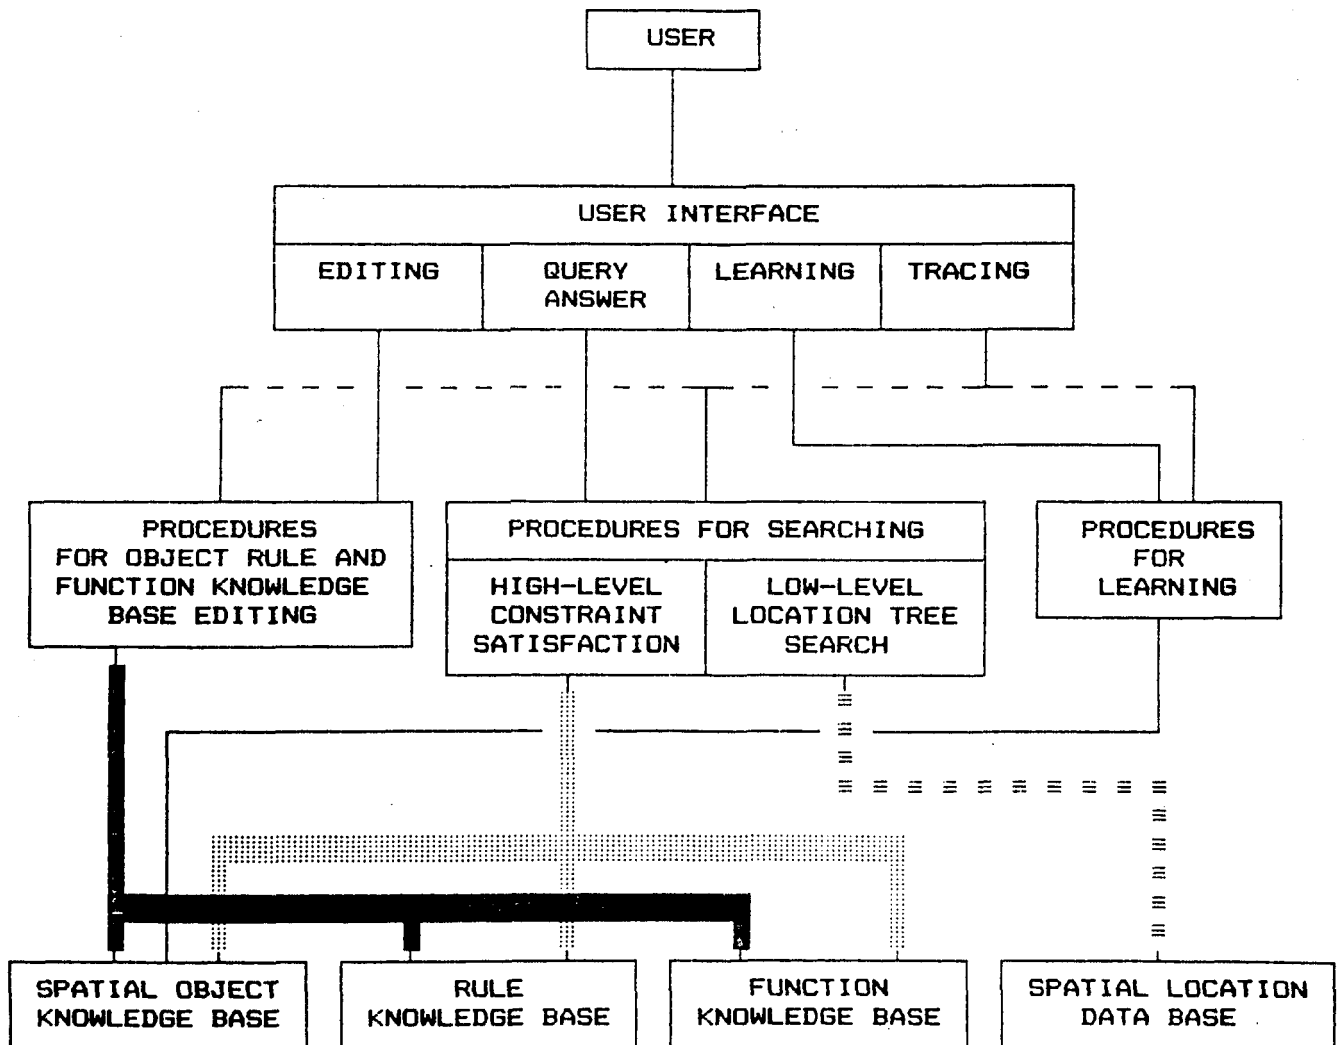 USER
USER INTERFACE
EDITING
QUERY
ANSWER
LEARNING
TRACING
PROCEDURES
FOR OBJECT RULE AND
FUNCTION KNOWLEDGE
BASE EDITING
PROCEDURES FOR SEARCHING
HIGH-LEVEL
CONSTRAINT
SATISFACTION
LOW-LEVEL
LOCATION TREE
SEARCH
PROCEDURES
FOR
LEARNING
SPATIAL OBJECT
KNOWLEDGE BASE
RULE
KNOWLEDGE BASE
FUNCTION
KNOWLEDGE BASE
SPATIAL LOCATION
DATA BASE